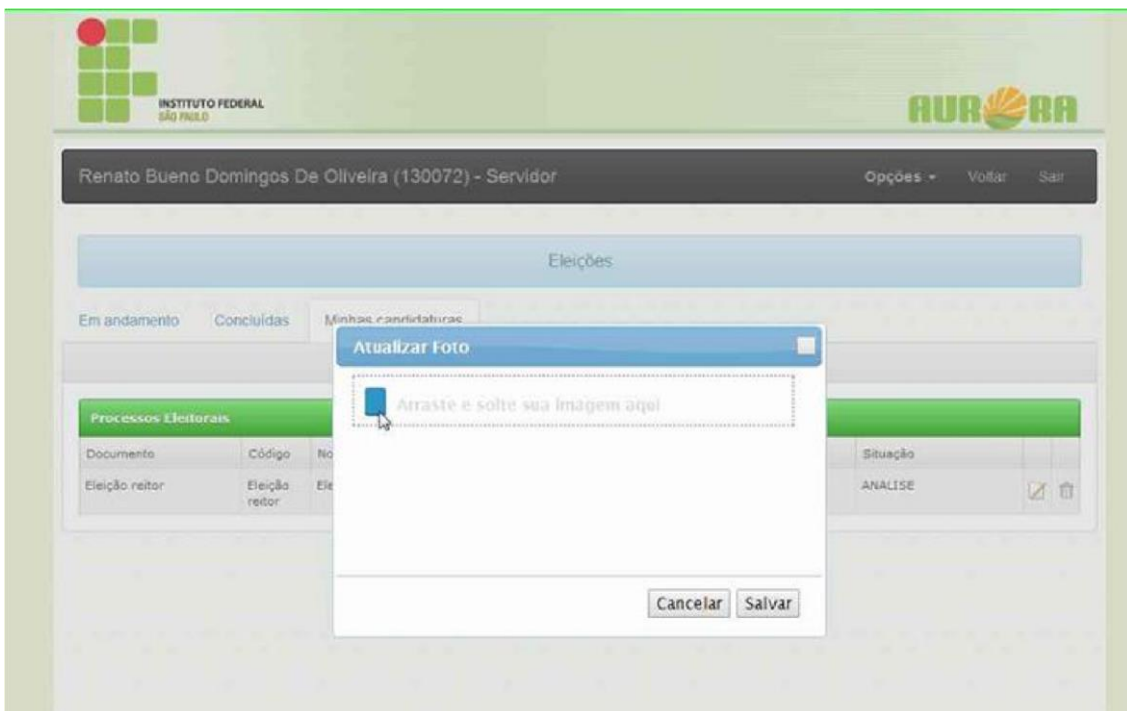 INSTITUTO FEDERAL
SÃO PAULO
AURORA
Renato Bueno Domingos De Oliveira (130072) - Servidor
Opções
Voltar
Sair
Eleições
Em andamento
Concluídas
Minhas candidaturas
Atualizar Foto
Arraste e solte sua imagem aqui
Processos Eleitorais
Documento
Código
No
Situação
Eleição reitor
Eleição
reitor
Ele
ANALISE
Cancelar
Salvar